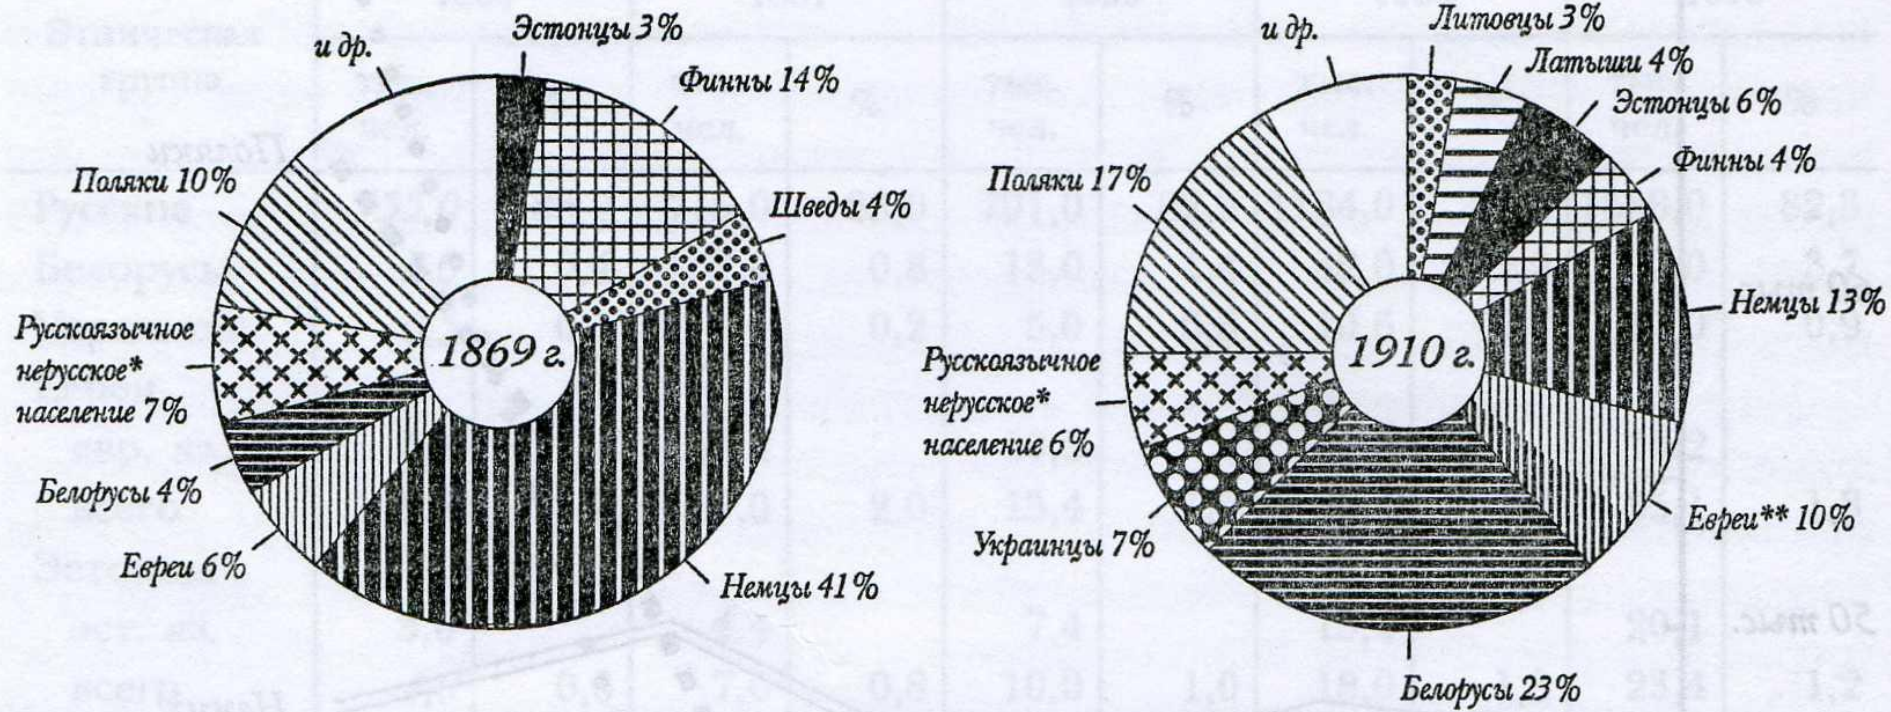 и др.
Эстонцы 3%
Финны 14%
Шведы 4%
Немцы 41%
Евреи 6%
Белорусы 4%
Русскоязычное
нерусское*
население 7%
Поляки 10%
1869 г.
и др.
Литовцы 3%
Латыши 4%
Эстонцы 6%
Финны 4%
Немцы 13%
Евреи** 10%
Белорусы 23%
Украинцы 7%
Русскоязычное
нерусское*
население 6%
Поляки 17%
1910 г.